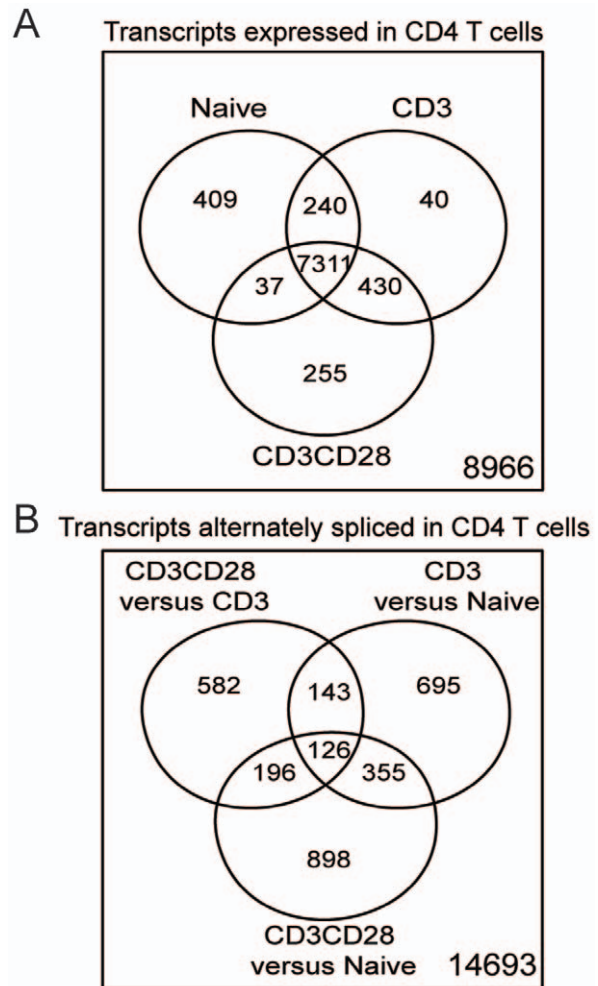 A
Transcripts expressed in CD4 T cells
Naive
CD3
409
240
40
7311
37
430
255
CD3CD28
8966
B
Transcripts alternately spliced in CD4 T cells
CD3CD28
versus CD3
CD3
versus Naive
582
143
695
126
196
355
898
CD3CD28
versus Naive
14693